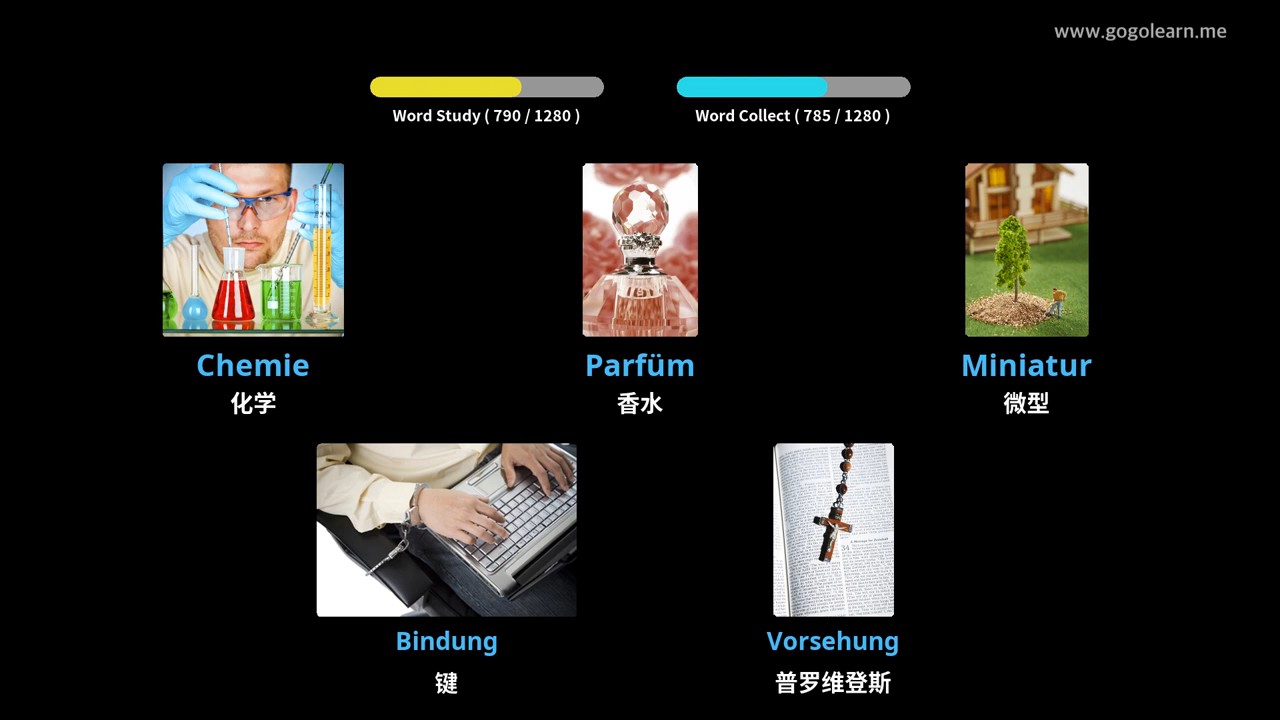 www.gogolearn.me
Word Study ( 790 / 1280 )
Word Collect ( 785 / 1280 )
Chemie
Parfüm
Miniatur
化学
香水
微型
34
Bindung
Vorsehung
键
普罗维登斯